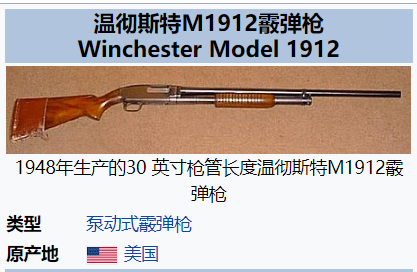 温彻斯特M1912霰弹枪
Winchester Model 1912
1948年生产的30 英寸枪管长度温彻斯特M1912霰
弹枪
类型 泵动式霰弹枪
原产地 美国